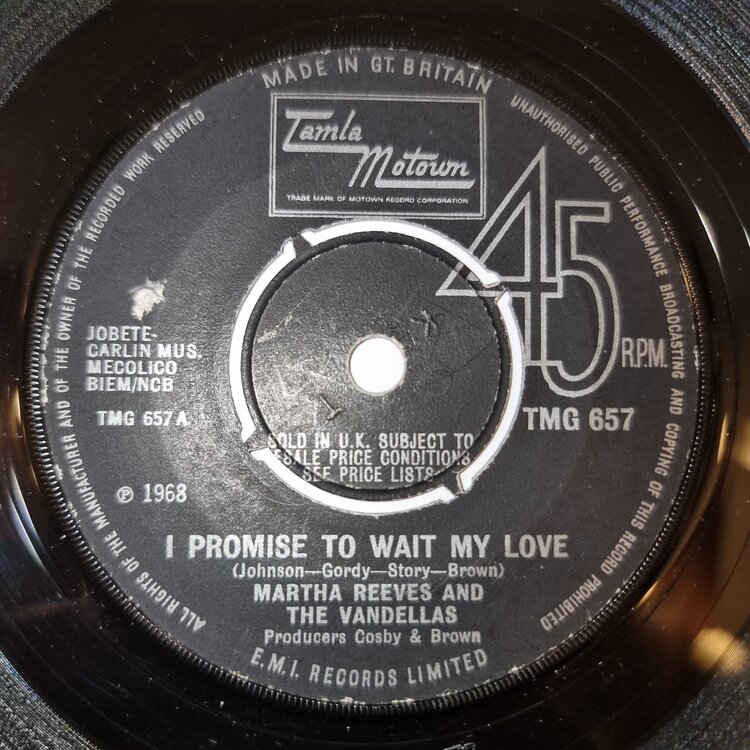 MADE IN GT. BRITAIN
UNAUTHORISED PUBLIC PERFORMANCE BROADCASTING AND COPYING OF THIS RECORD PROHIBITED
ALL RIGHTS OF THE MANUFACTURER AND OF THE OWNER OF THE RECORDED WORK RESERVED
Tamla
Motown
TRADE MARK OF MOTOWN RECORD CORPORATION
45
R.P.M.
JOBETE-
CARLIN MUS.
MECOLICO
BIEM/NCB
TMG 657A
TMG 657
SOLD IN U.K. SUBJECT TO
RESALE PRICE CONDITIONS
SEE PRICE LISTS
℗ 1968
I PROMISE TO WAIT MY LOVE
(Johnson—Gordy—Story—Brown)
MARTHA REEVES AND
THE VANDELLAS
Producers Cosby & Brown
E.M.I. RECORDS LIMITED